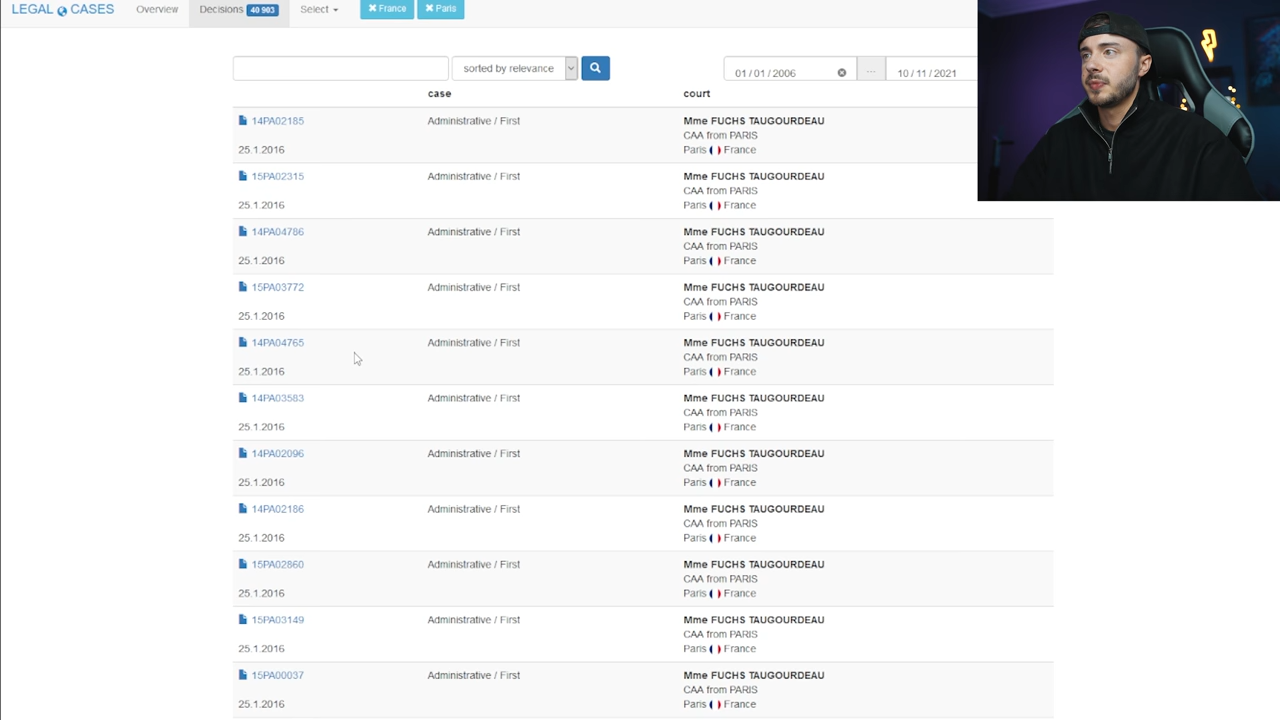 LEGAL CASES Overview Decisions 40 903 Select × France × Paris
sorted by relevance 01 / 01 / 2006 ... 10 / 11 / 2021
case court
14PA02185 Administrative / First Mme FUCHS TAUGOURDEAU
CAA from PARIS
25.1.2016 Paris France
15PA02315 Administrative / First Mme FUCHS TAUGOURDEAU
CAA from PARIS
25.1.2016 Paris France
14PA04786 Administrative / First Mme FUCHS TAUGOURDEAU
CAA from PARIS
25.1.2016 Paris France
15PA03772 Administrative / First Mme FUCHS TAUGOURDEAU
CAA from PARIS
25.1.2016 Paris France
14PA04765 Administrative / First Mme FUCHS TAUGOURDEAU
CAA from PARIS
25.1.2016 Paris France
14PA03583 Administrative / First Mme FUCHS TAUGOURDEAU
CAA from PARIS
25.1.2016 Paris France
14PA02096 Administrative / First Mme FUCHS TAUGOURDEAU
CAA from PARIS
25.1.2016 Paris France
14PA02186 Administrative / First Mme FUCHS TAUGOURDEAU
CAA from PARIS
25.1.2016 Paris France
15PA02860 Administrative / First Mme FUCHS TAUGOURDEAU
CAA from PARIS
25.1.2016 Paris France
15PA03149 Administrative / First Mme FUCHS TAUGOURDEAU
CAA from PARIS
25.1.2016 Paris France
15PA00037 Administrative / First Mme FUCHS TAUGOURDEAU
CAA from PARIS
25.1.2016 Paris France